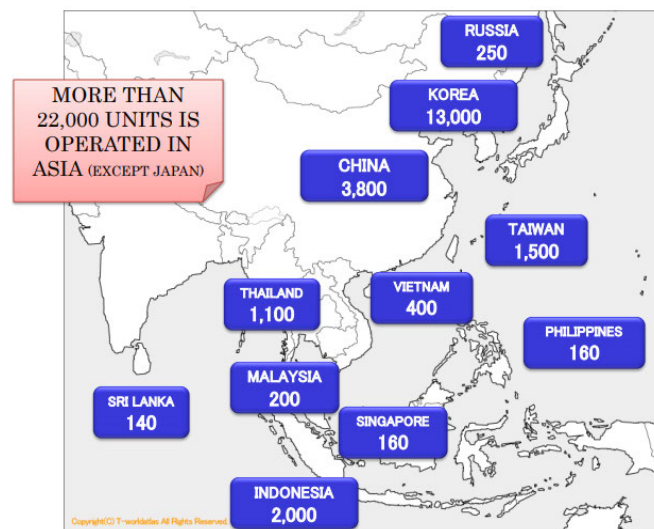 RUSSIA
250
MORE THAN
22,000 UNITS IS
OPERATED IN
ASIA (EXCEPT JAPAN)
KOREA
13,000
CHINA
3,800
TAIWAN
1,500
THAILAND
1,100
VIETNAM
400
PHILIPPINES
160
MALAYSIA
200
SRI LANKA
140
SINGAPORE
160
INDONESIA
2,000
Copyright(C) T-worldatlas All Rights Reserved.